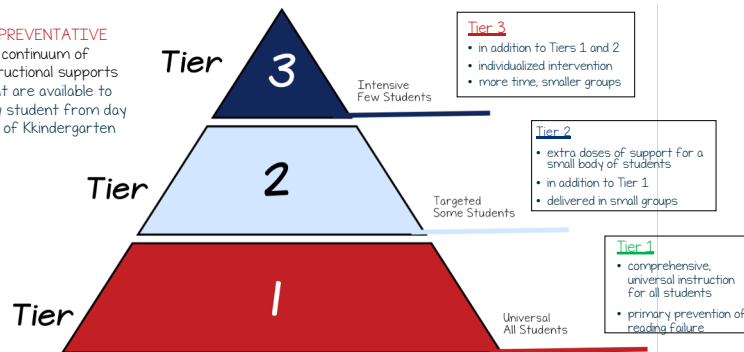 PREVENTATIVE
continuum of
ructional supports
t are available to
y student from day
of Kkindergarten
Tier 3
Intensive
Few Students
Tier 3
• in addition to Tiers 1 and 2
• individualized intervention
• more time, smaller groups
Tier 2
Targeted
Some Students
Tier 2
• extra doses of support for a
small body of students
• in addition to Tier 1
• delivered in small groups
Tier 1
Universal
All Students
Tier 1
• comprehensive,
universal instruction
for all students
• primary prevention of
reading failure